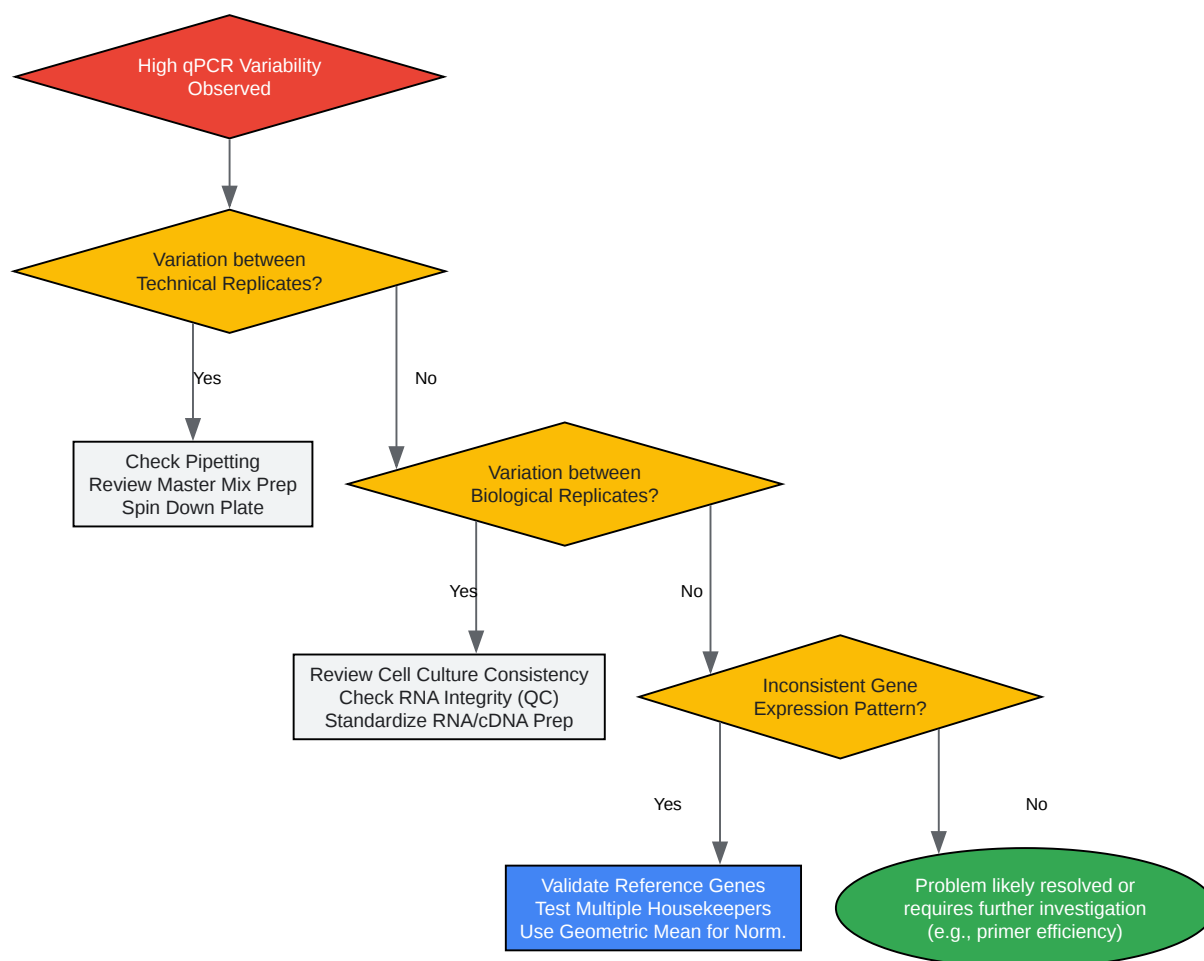 High qPCR Variability
Observed
Variation between
Technical Replicates?
Yes
No
Check Pipetting
Review Master Mix Prep
Spin Down Plate
Variation between
Biological Replicates?
Yes
No
Review Cell Culture Consistency
Check RNA Integrity (QC)
Standardize RNA/cDNA Prep
Inconsistent Gene
Expression Pattern?
Yes
No
Validate Reference Genes
Test Multiple Housekeepers
Use Geometric Mean for Norm.
Problem likely resolved or
requires further investigation
(e.g., primer efficiency)